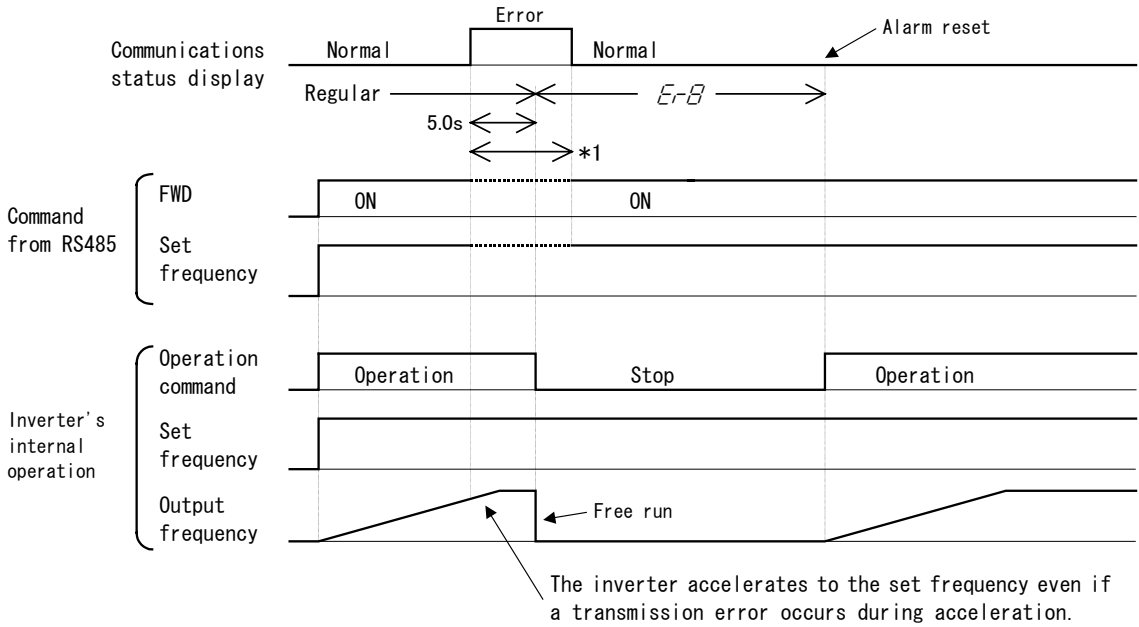 Error
Alarm reset
Communications
status display
Normal
Normal
Regular
Er8
5.0s
*1
Command
from RS485
FWD
ON
ON
Set
frequency
Inverter's
internal
operation
Operation
command
Operation
Stop
Operation
Set
frequency
Output
frequency
Free run
The inverter accelerates to the set frequency even if
a transmission error occurs during acceleration.